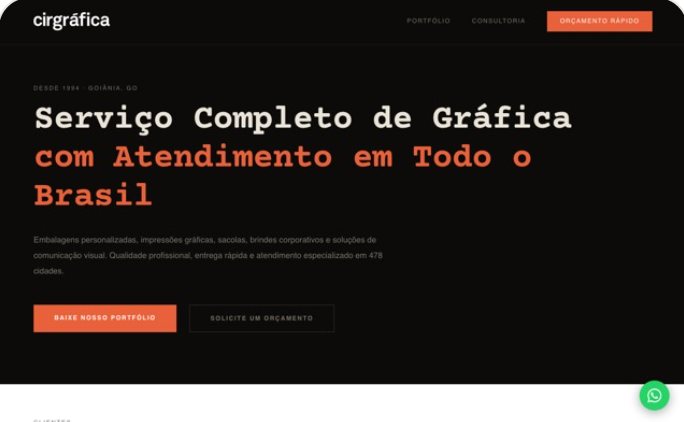 cirgráfica
PORTFÓLIO
CONSULTORIA
ORÇAMENTO RÁPIDO
DESDE 1994 · GOIÂNIA, GO
Serviço Completo de Gráfica
com Atendimento em Todo o
Brasil
Embalagens personalizadas, impressões gráficas, sacolas, brindes corporativos e soluções de
comunicação visual. Qualidade profissional, entrega rápida e atendimento especializado em 478
cidades.
BAIXE NOSSO PORTFÓLIO
SOLICITE UM ORÇAMENTO